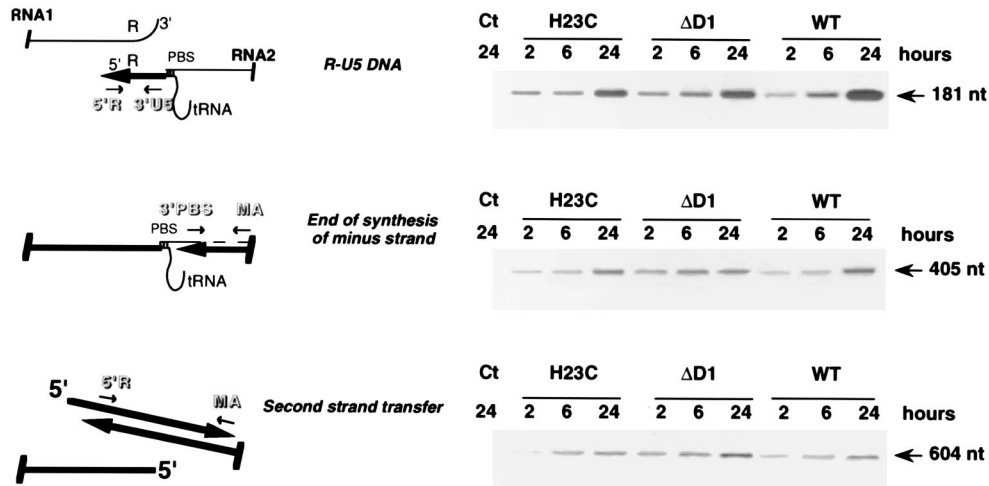 RNA1
R
3'
5'
R
PBS
RNA2
5'R
3'U5
tRNA
R-U5 DNA
Ct
H23C
ΔD1
WT
24
2
6
24
2
6
24
2
6
24
hours
181 nt
3'PBS
MA
PBS
tRNA
End of synthesis
of minus strand
Ct
H23C
ΔD1
WT
24
2
6
24
2
6
24
2
6
24
hours
405 nt
5'
5'R
MA
5'
Second strand transfer
Ct
H23C
ΔD1
WT
24
2
6
24
2
6
24
2
6
24
hours
604 nt